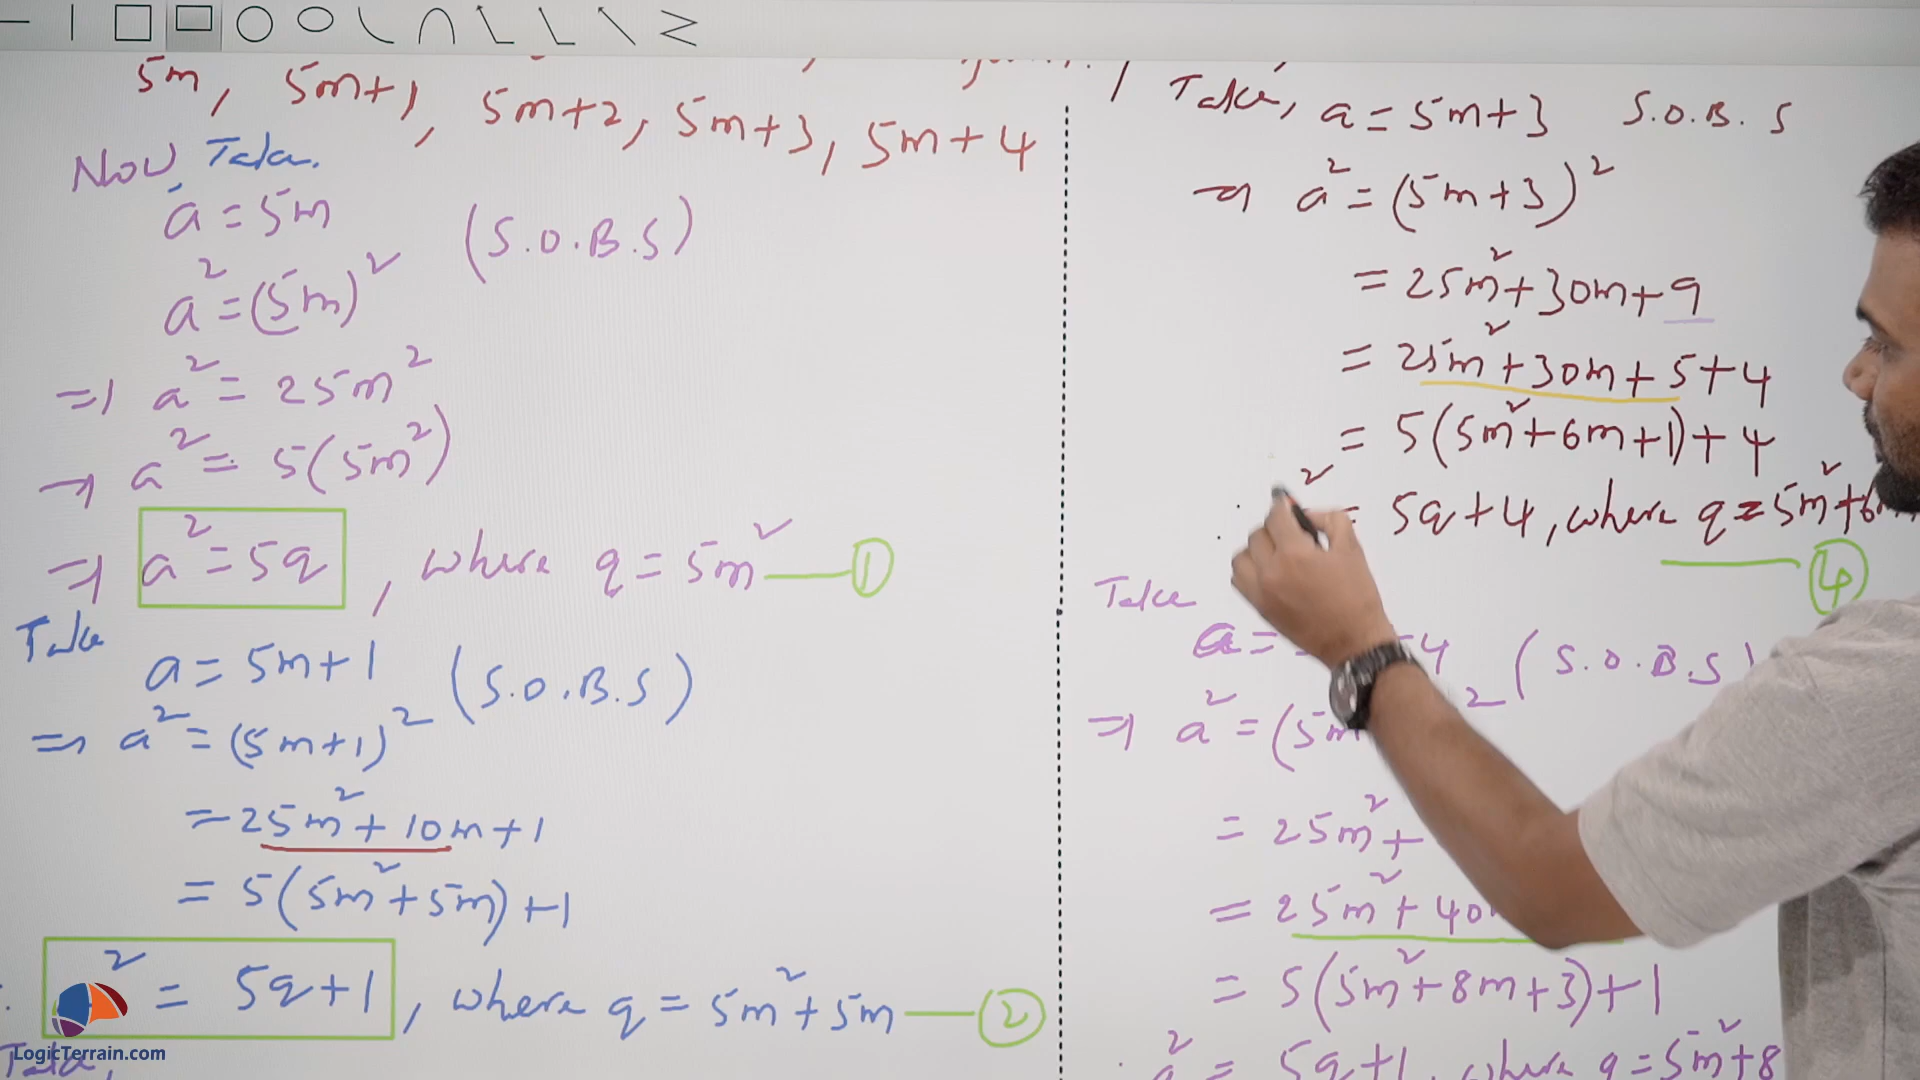 5m, 5m+1, 5m+2, 5m+3, 5m+4
Now, Take.
a = 5m (S.O.B.S)
a² = (5m)²
⇒ a² = 25m²
⇒ a² = 5(5m²)
⇒ a² = 5q, where q = 5m² — ①
Take
a = 5m+1 (S.O.B.S)
⇒ a² = (5m+1)²
= 25m² + 10m + 1
= 5(5m² + 5m) + 1
² = 5q+1, where q = 5m² + 5m — ②
LogicTerrain.com
Take, a = 5m+3 S.O.B.S
⇒ a² = (5m+3)²
= 25m² + 30m + 9
= 25m² + 30m + 5 + 4
= 5(5m² + 6m + 1) + 4
² = 5q + 4, where q = 5m² + 6m
④
Take
a = 4 (S.O.B.S)
⇒ a² = (5m ²
= 25m² +
= 25m² + 40m
= 5(5m² + 8m + 3) + 1
a² = 5q+1, where q = 5m² + 8